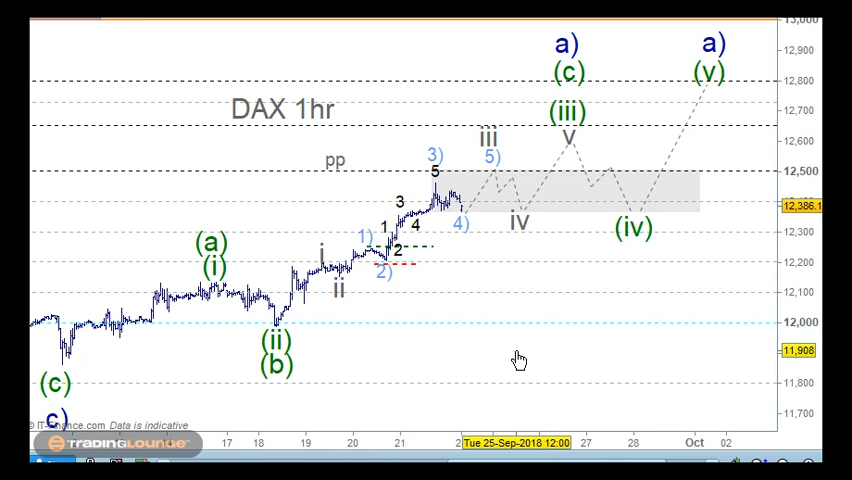 13,000
a)
a)
12,900
(c)
(v)
12,800
DAX 1hr
(iii)
12,700
iii
v
12,600
pp
3)
5)
5
12,500
3
12,386.1
(a)
1
4
4)
iv
(iv)
1)
12,300
(i)
i
2
2)
12,200
ii
12,100
12,000
(ii)
(b)
11,908
(c)
11,800
c)
11,700
© IT-Finance.com Data is indicative
TRADINGLOUNGE
17
18
19
20
21
Tue 25-Sep-2018 12:00
27
28
Oct
02